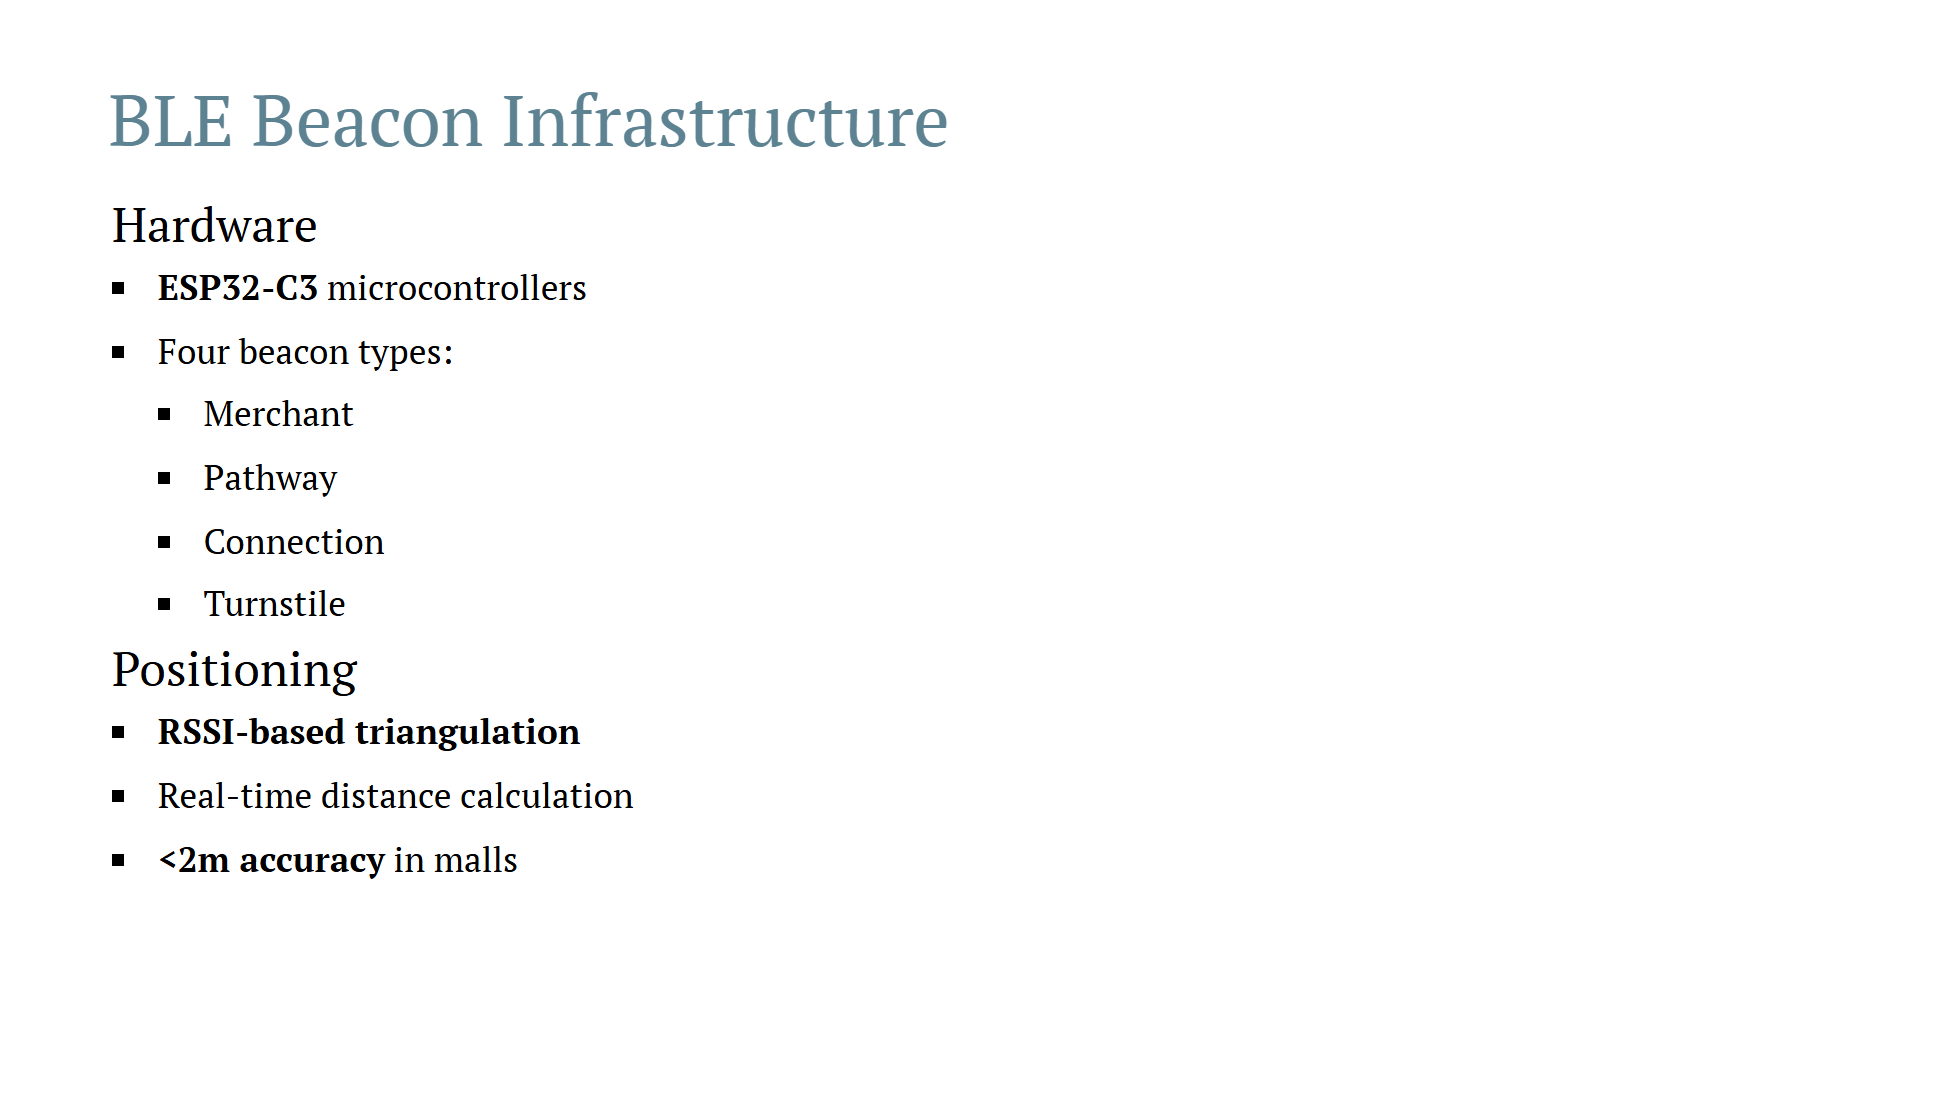 BLE Beacon Infrastructure
Hardware
ESP32-C3 microcontrollers
Four beacon types:
Merchant
Pathway
Connection
Turnstile
Positioning
RSSI-based triangulation
Real-time distance calculation
<2m accuracy in malls